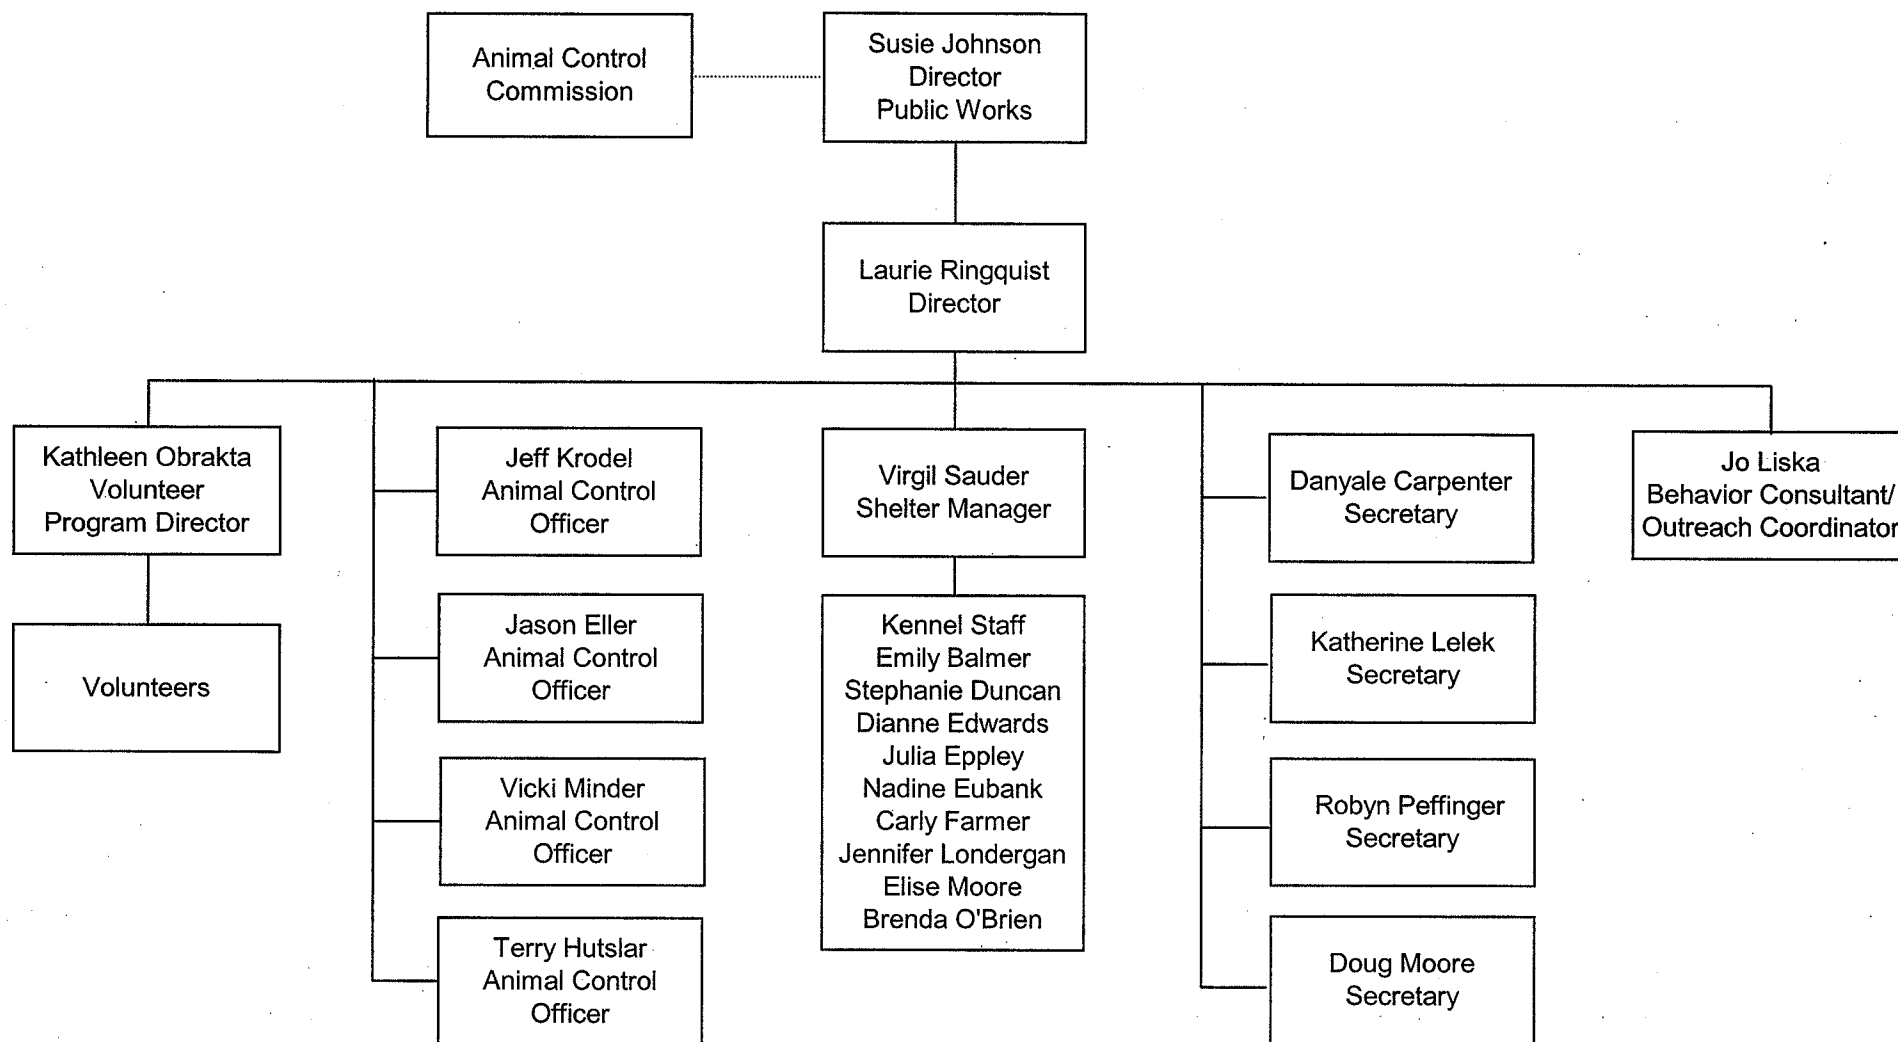 Animal Control
Commission
Susie Johnson
Director
Public Works
Laurie Ringquist
Director
Kathleen Obrakta
Volunteer
Program Director
Volunteers
Jeff Krodel
Animal Control
Officer
Jason Eller
Animal Control
Officer
Vicki Minder
Animal Control
Officer
Terry Hutslar
Animal Control
Officer
Virgil Sauder
Shelter Manager
Kennel Staff
Emily Balmer
Stephanie Duncan
Dianne Edwards
Julia Eppley
Nadine Eubank
Carly Farmer
Jennifer Londergan
Elise Moore
Brenda O'Brien
Danyale Carpenter
Secretary
Katherine Lelek
Secretary
Robyn Peffinger
Secretary
Doug Moore
Secretary
Jo Liska
Behavior Consultant/
Outreach Coordinator